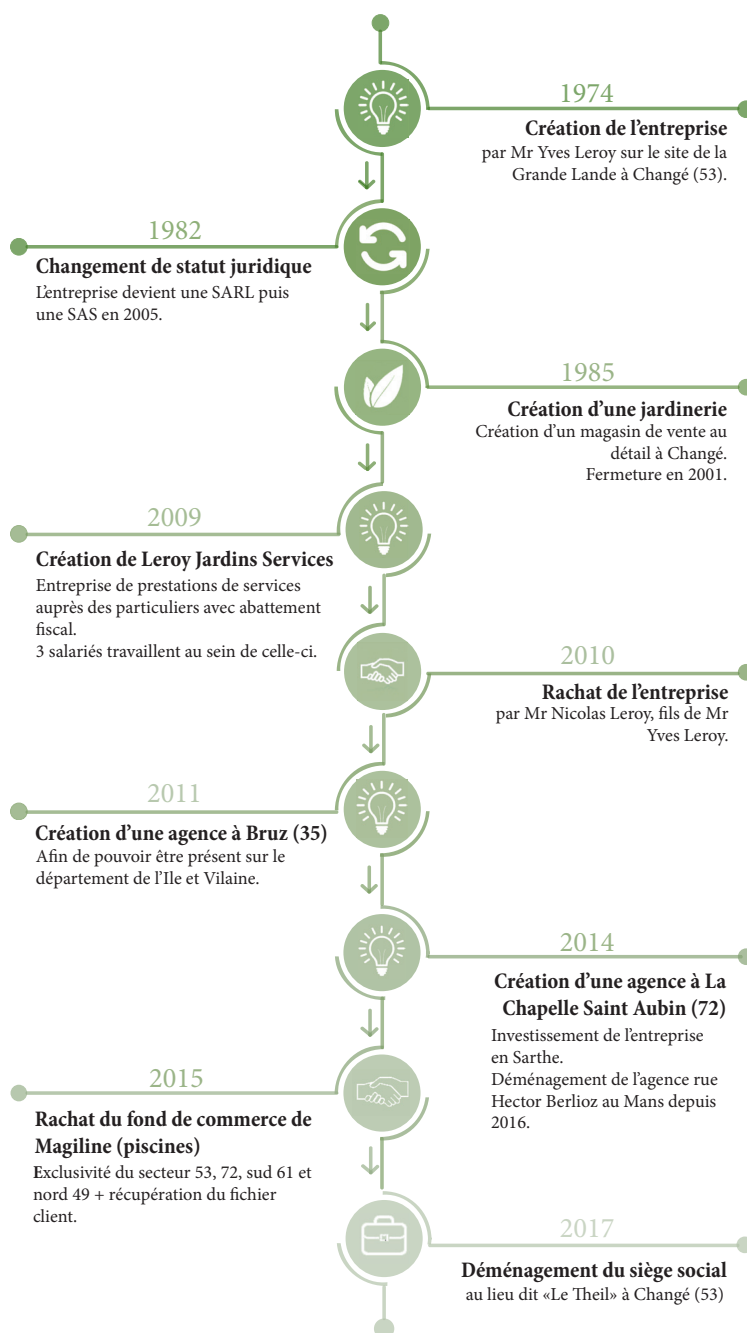 1974
Création de l’entreprise
par Mr Yves Leroy sur le site de la
Grande Lande à Changé (53).
1982
Changement de statut juridique
L’entreprise devient une SARL puis
une SAS en 2005.
1985
Création d’une jardinerie
Création d’un magasin de vente au
détail à Changé.
Fermeture en 2001.
2009
Création de Leroy Jardins Services
Entreprise de prestations de services
auprès des particuliers avec abattement
fiscal.
3 salariés travaillent au sein de celle-ci.
2010
Rachat de l’entreprise
par Mr Nicolas Leroy, fils de Mr
Yves Leroy.
2011
Création d’une agence à Bruz (35)
Afin de pouvoir être présent sur le
département de l’Ile et Vilaine.
2014
Création d’une agence à La
Chapelle Saint Aubin (72)
Investissement de l’entreprise
en Sarthe.
Déménagement de l’agence rue
Hector Berlioz au Mans depuis
2016.
2015
Rachat du fond de commerce de
Magiline (piscines)
Exclusivité du secteur 53, 72, sud 61 et
nord 49 + récupération du fichier
client.
2017
Déménagement du siège social
au lieu dit «Le Theil» à Changé (53)